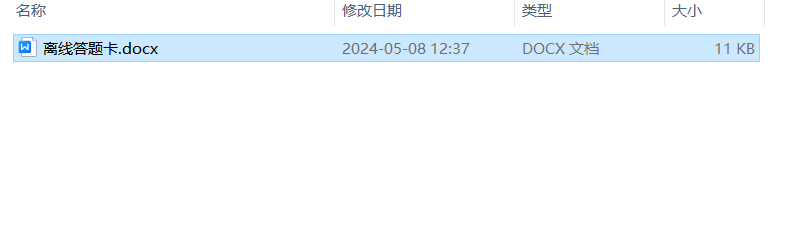 名称 修改日期 类型 大小
离线答题卡.docx 2024-05-08 12:37 DOCX 文档 11 KB